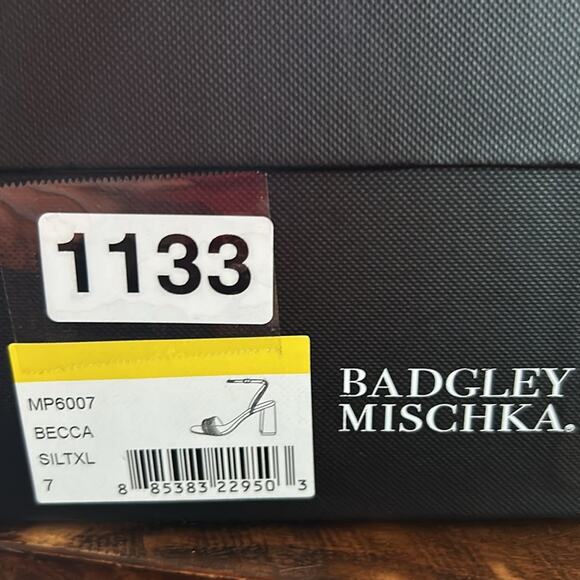 1133
MP6007
BECCA
SILTXL
7
8 85383 22950 3
BADGLEY
MISCHKA.